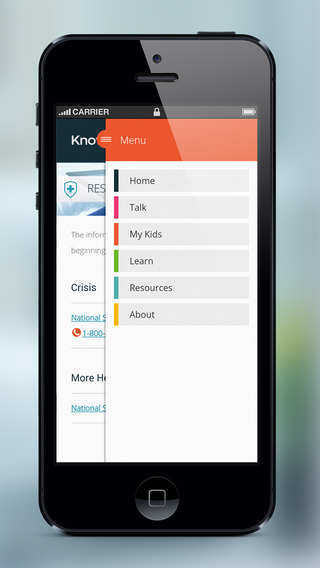 CARRIER
Kno
Menu
RES
Home
Talk
The inform
My Kids
beginning
Learn
Crisis
Resources
National S
About
1-800-
More He
National S